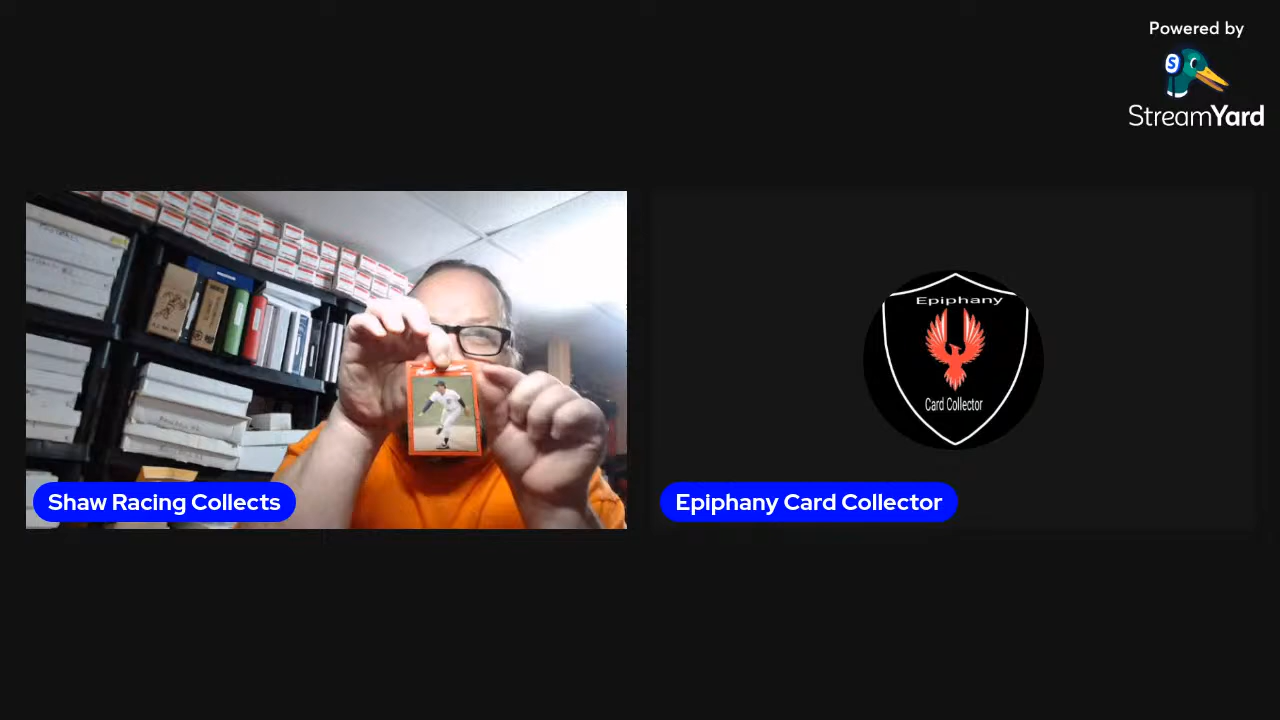 Powered by
S
StreamYard
Epiphany
Card Collector
Shaw Racing Collects
Epiphany Card Collector